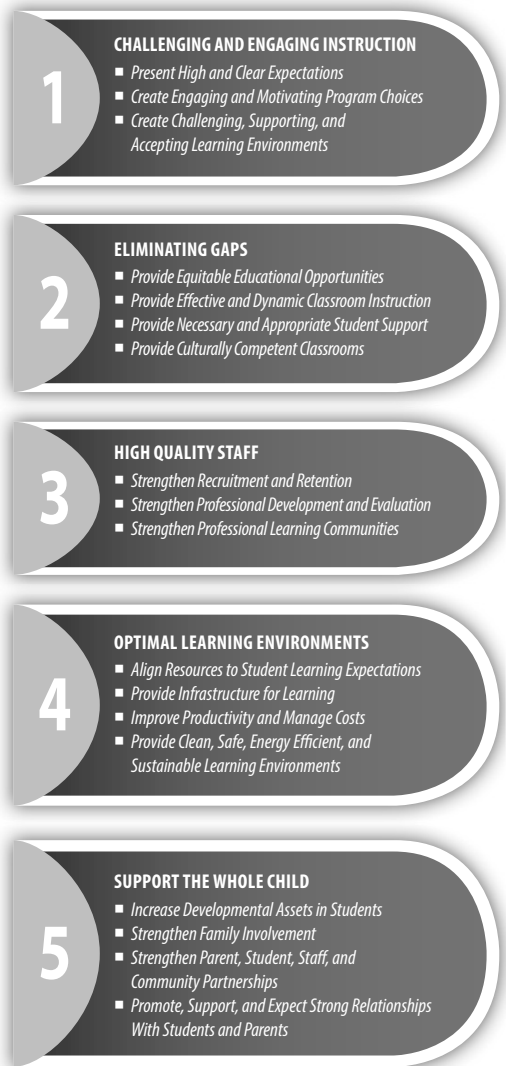 1
CHALLENGING AND ENGAGING INSTRUCTION
■ Present High and Clear Expectations
■ Create Engaging and Motivating Program Choices
■ Create Challenging, Supporting, and
Accepting Learning Environments
2
ELIMINATING GAPS
■ Provide Equitable Educational Opportunities
■ Provide Effective and Dynamic Classroom Instruction
■ Provide Necessary and Appropriate Student Support
■ Provide Culturally Competent Classrooms
3
HIGH QUALITY STAFF
■ Strengthen Recruitment and Retention
■ Strengthen Professional Development and Evaluation
■ Strengthen Professional Learning Communities
4
OPTIMAL LEARNING ENVIRONMENTS
■ Align Resources to Student Learning Expectations
■ Provide Infrastructure for Learning
■ Improve Productivity and Manage Costs
■ Provide Clean, Safe, Energy Efficient, and
Sustainable Learning Environments
5
SUPPORT THE WHOLE CHILD
■ Increase Developmental Assets in Students
■ Strengthen Family Involvement
■ Strengthen Parent, Student, Staff, and
Community Partnerships
■ Promote, Support, and Expect Strong Relationships
With Students and Parents